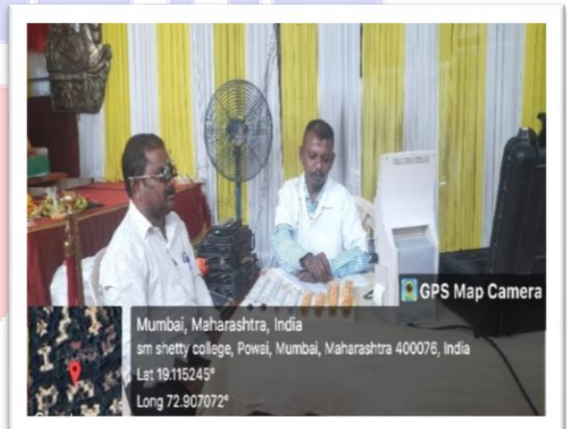 GPS Map Camera
Mumbai, Maharashtra, India
sm shetty college, Powai, Mumbai, Maharashtra 400076, India
Lat 19.115245°
Long 72.907072°